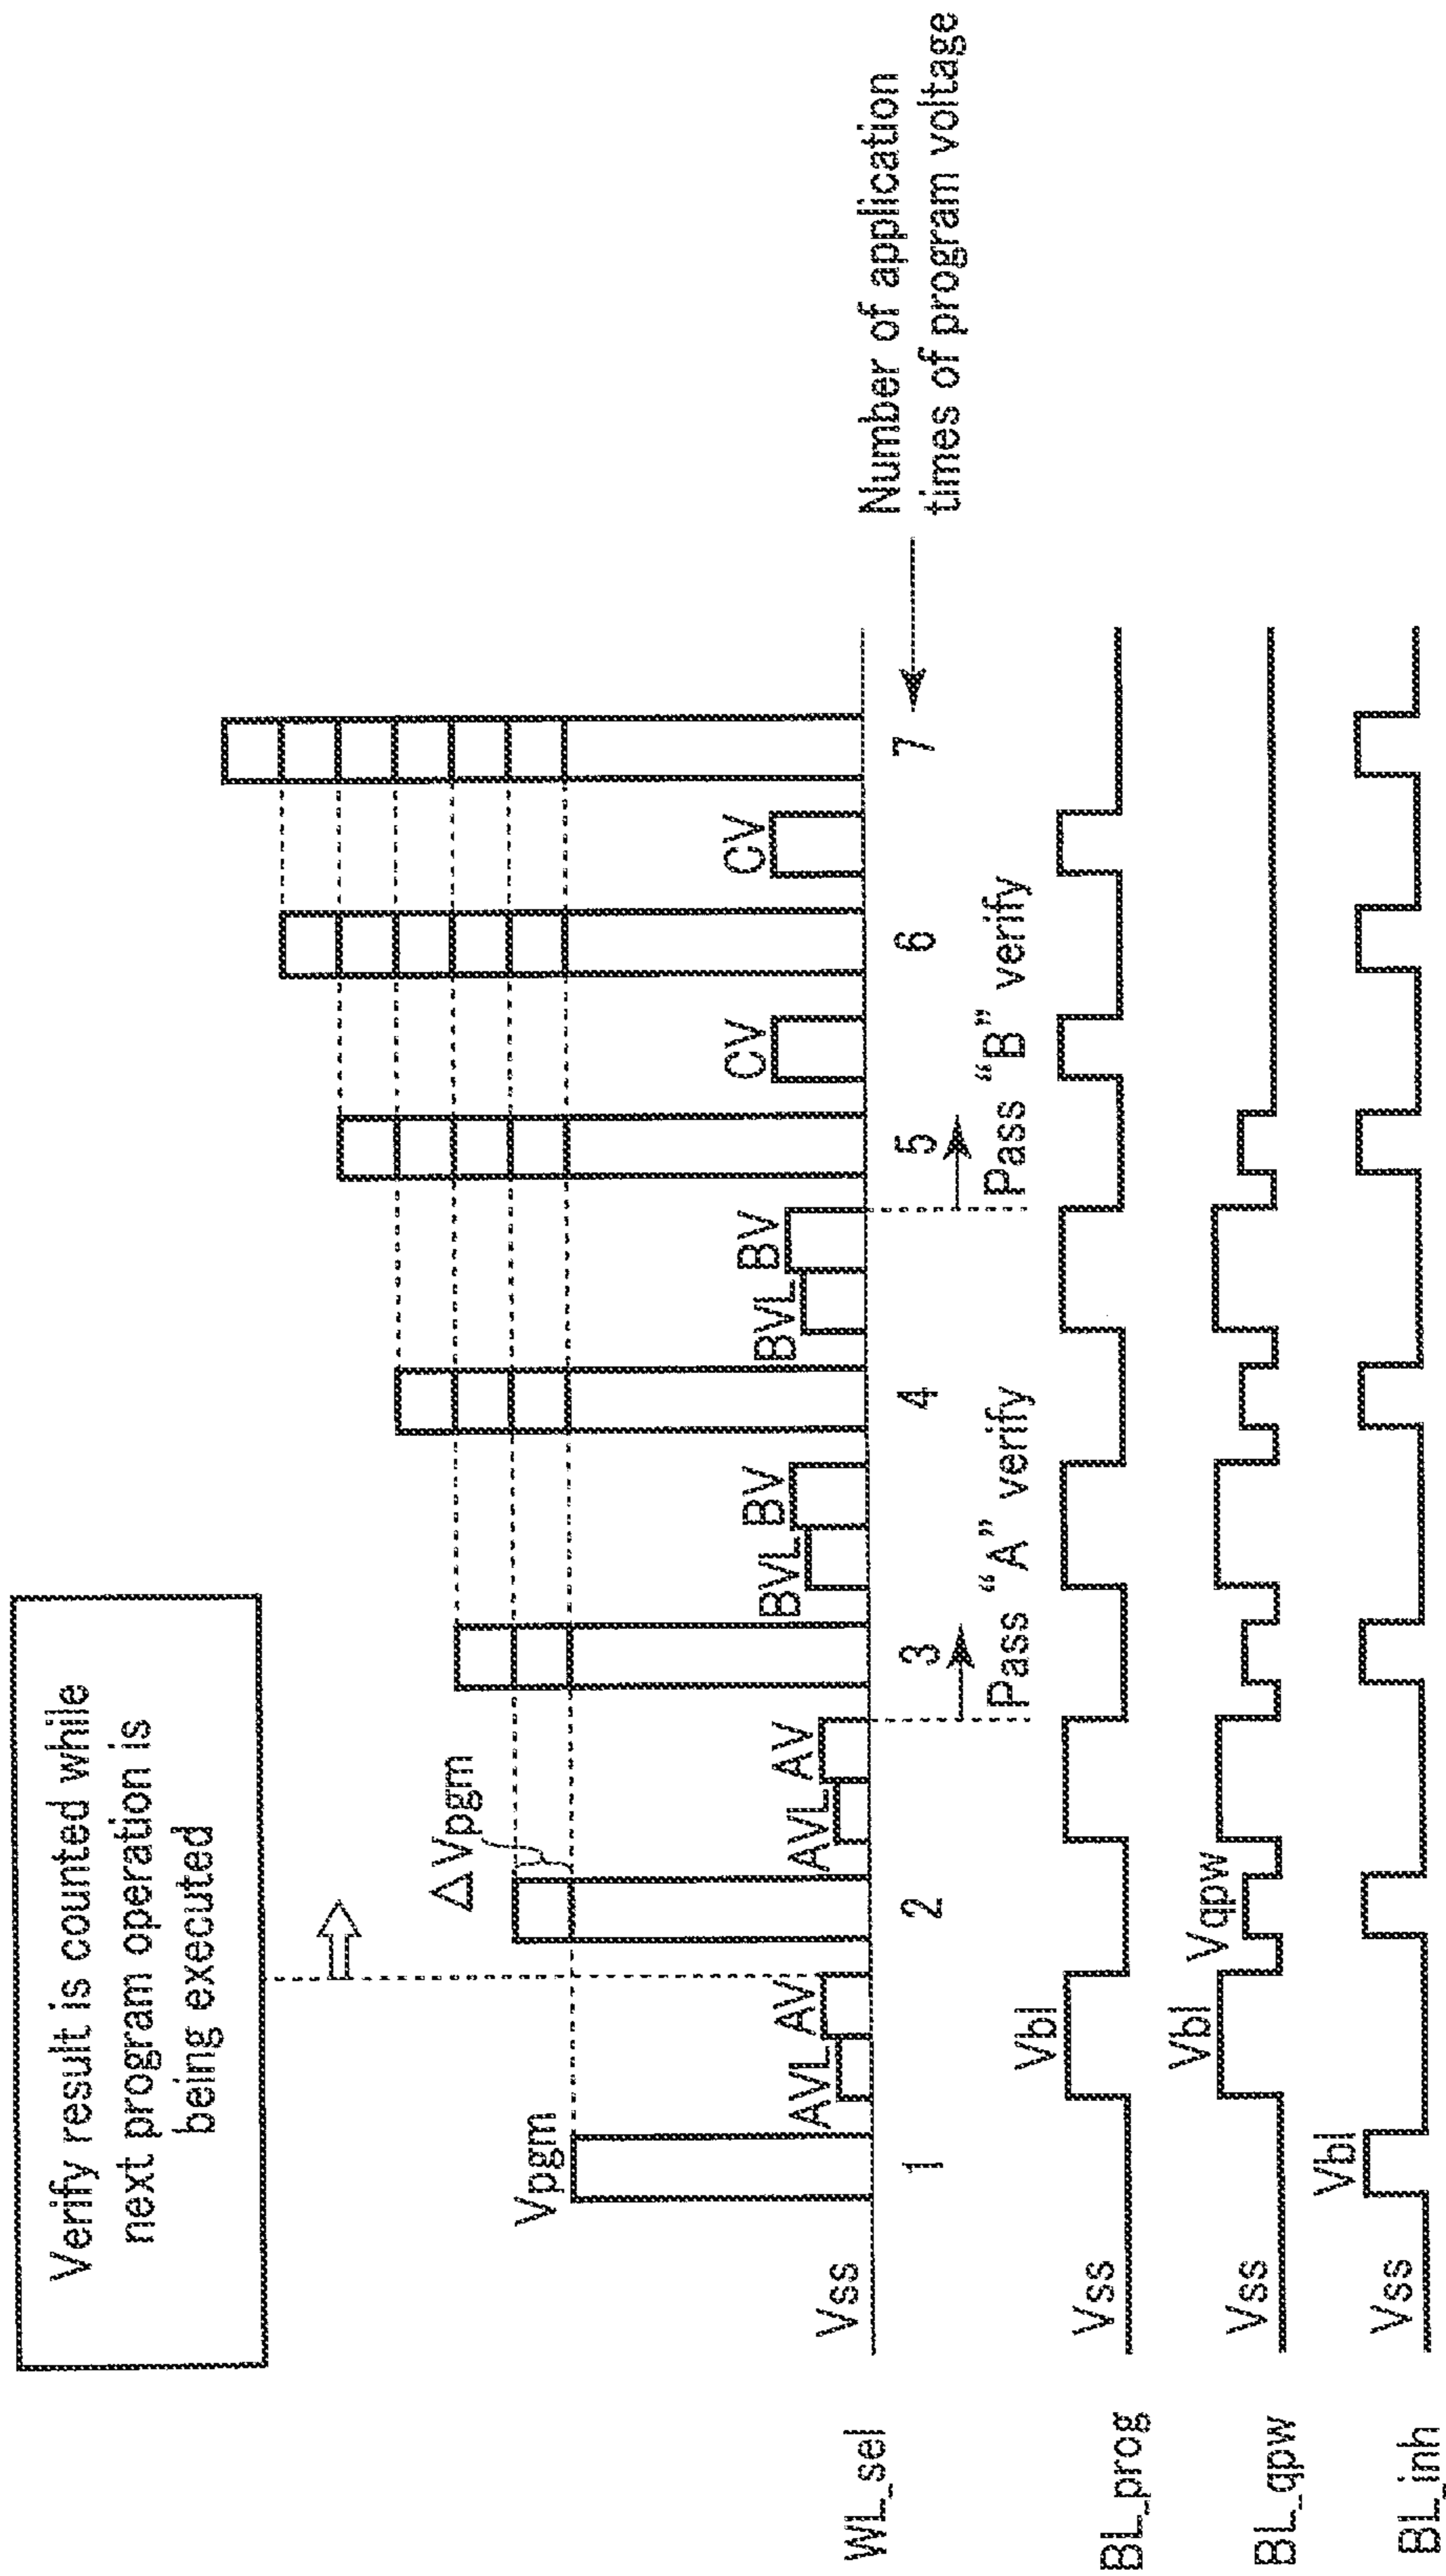 Verify result is counted while
next program operation is
being executed
ΔVpgm
Vpgm
AVL
AV
AVL
AV
BVL
BV
BVL
BV
CV
CV
Vss
WL_sel
1
2
3
4
5
6
7
Number of application
times of program voltage
Pass “A” verify
Pass “B” verify
Vbl
Vss
BL_prog
Vbl
Vqpw
Vss
BL_qpw
Vbl
Vss
BL_inh